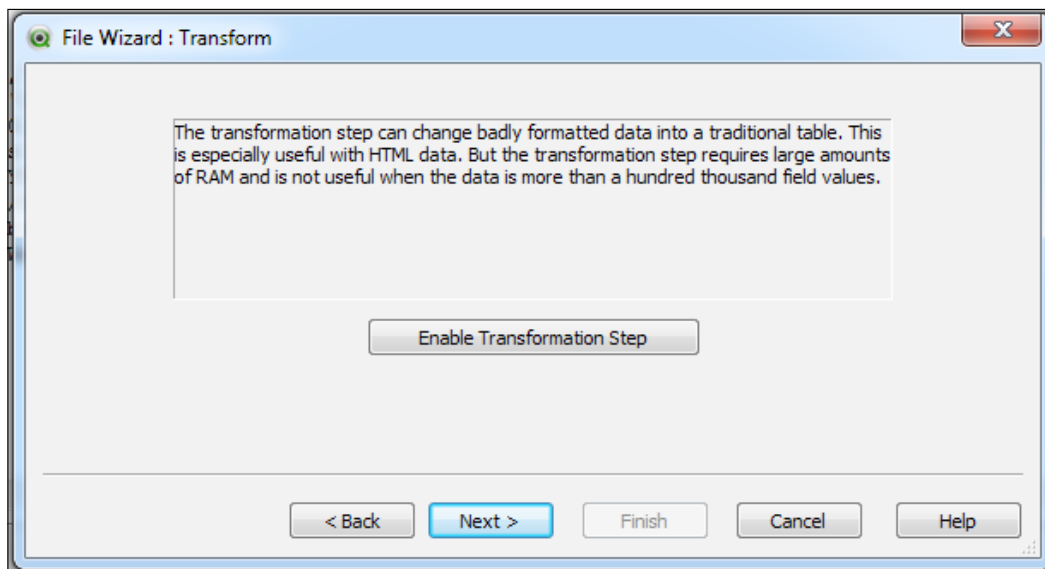 File Wizard : Transform
The transformation step can change badly formatted data into a traditional table. This
is especially useful with HTML data. But the transformation step requires large amounts
of RAM and is not useful when the data is more than a hundred thousand field values.
Enable Transformation Step
< Back Next > Finish Cancel Help